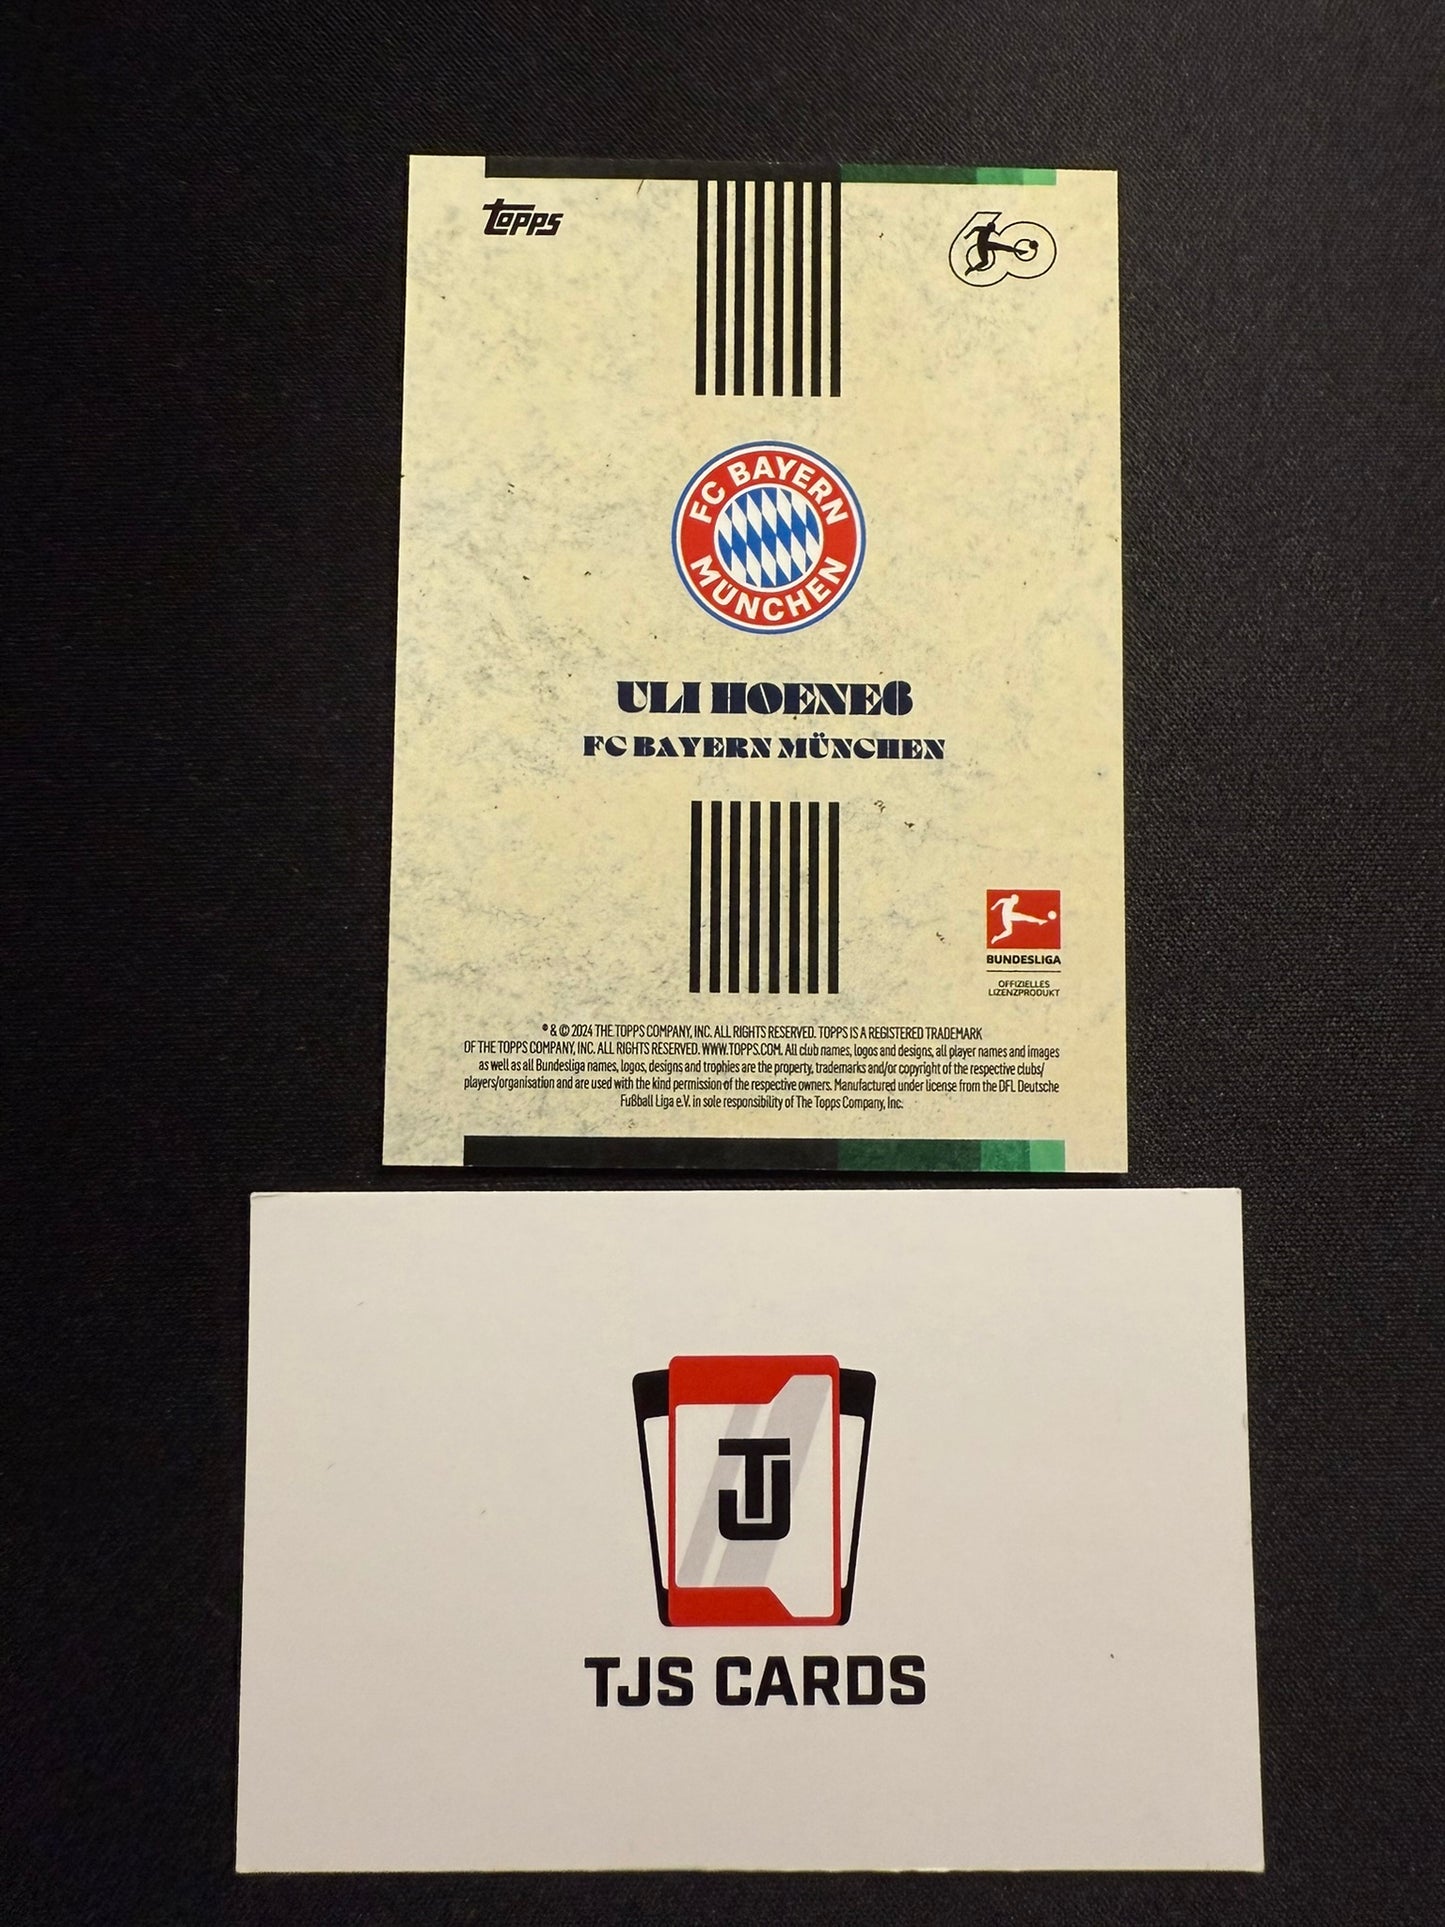 Topps
60
FC BAYERN
MÜNCHEN
ULI HOENEß
FC BAYERN MÜNCHEN
BUNDESLIGA
OFFIZIELLES
LIZENZPRODUKT
® & © 2024 THE TOPPS COMPANY, INC. ALL RIGHTS RESERVED. TOPPS IS A REGISTERED TRADEMARK
OF THE TOPPS COMPANY, INC. ALL RIGHTS RESERVED. WWW.TOPPS.COM. All club names, logos and designs, all player names and images
as well as all Bundesliga names, logos, designs and trophies are the property, trademarks and/or copyright of the respective clubs/
players/organisation and are used with the kind permission of the respective owners. Manufactured under license from the DFL Deutsche
Fußball Liga e.V. in sole responsibility of The Topps Company, Inc.
TJ
TJS CARDS